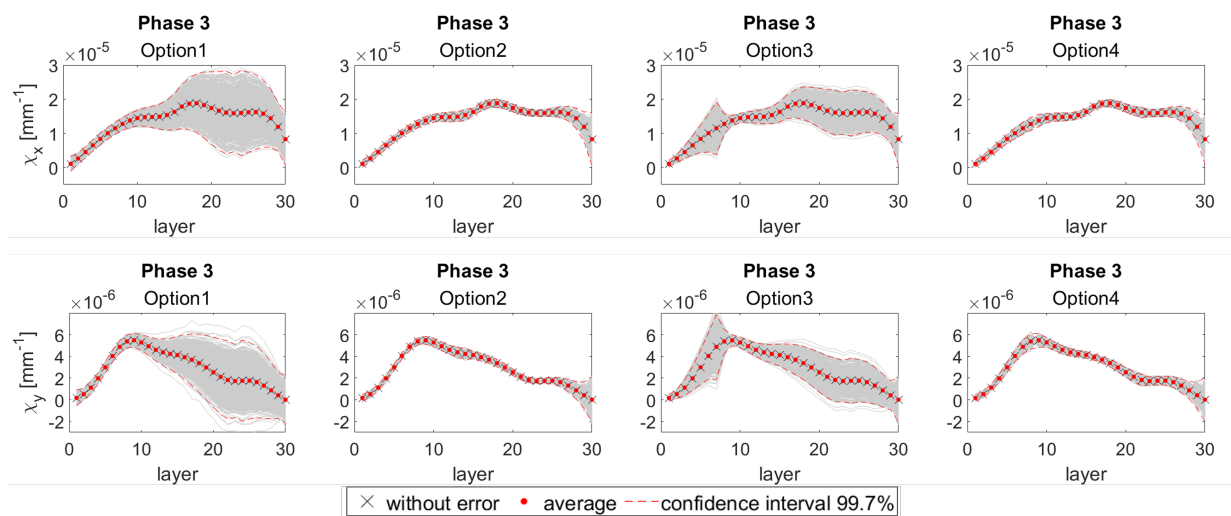 Phase 3 Phase 3 Phase 3 Phase 3
×10⁻⁵ Option1 ×10⁻⁵ Option2 ×10⁻⁵ Option3 ×10⁻⁵ Option4
3 3 3 3
2 2 2 2
1 1 1 1
0 0 0 0
χx [mm⁻¹]
0 10 20 30 0 10 20 30 0 10 20 30 0 10 20 30
layer layer layer layer
Phase 3 Phase 3 Phase 3 Phase 3
×10⁻⁶ Option1 ×10⁻⁶ Option2 ×10⁻⁶ Option3 ×10⁻⁶ Option4
6 6 6 6
4 4 4 4
2 2 2 2
0 0 0 0
-2 -2 -2 -2
χy [mm⁻¹]
0 10 20 30 0 10 20 30 0 10 20 30 0 10 20 30
layer layer layer layer
without error average confidence interval 99.7%